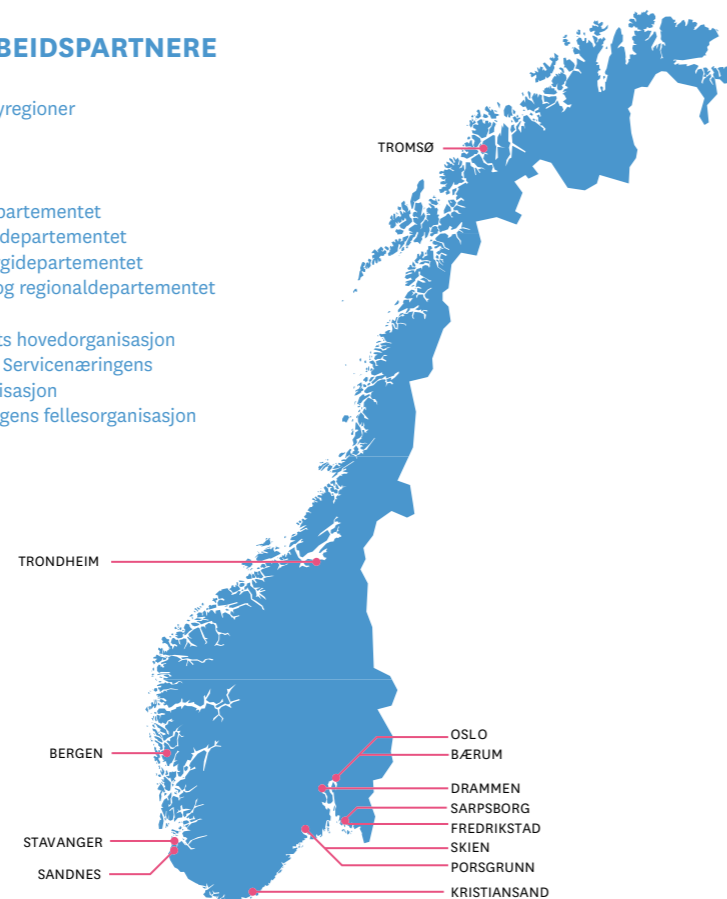 BEIDSPARTNERE
yregioner
partementet
departementet
gidepartementet
og regionaldepartementet
ts hovedorganisasjon
Servicenæringens
isasjon
gens fellesorganisasjon
TROMSØ
TRONDHEIM
BERGEN
STAVANGER
SANDNES
OSLO
BÆRUM
DRAMMEN
SARPSBORG
FREDRIKSTAD
SKIEN
PORSGRUNN
KRISTIANSAND